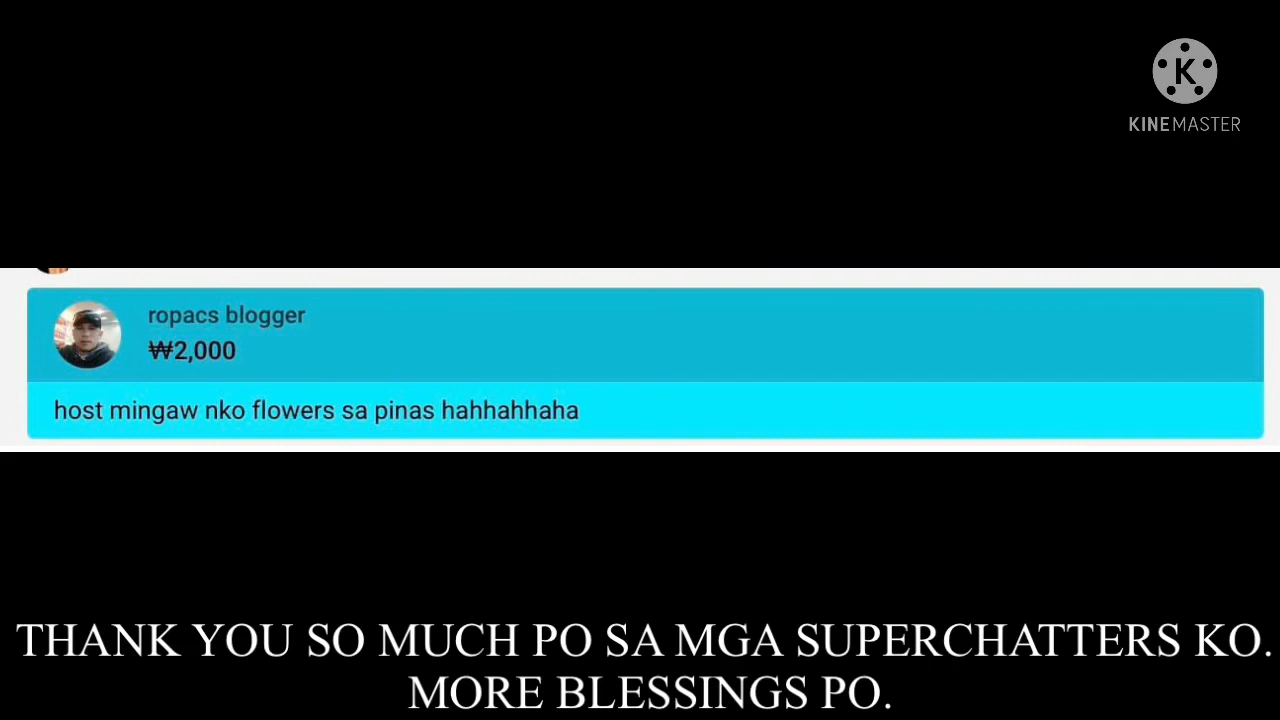 K
KINEMASTER
ropacs blogger
₩2,000
host mingaw nko flowers sa pinas hahhahhaha
THANK YOU SO MUCH PO SA MGA SUPERCHATTERS KO.
MORE BLESSINGS PO.